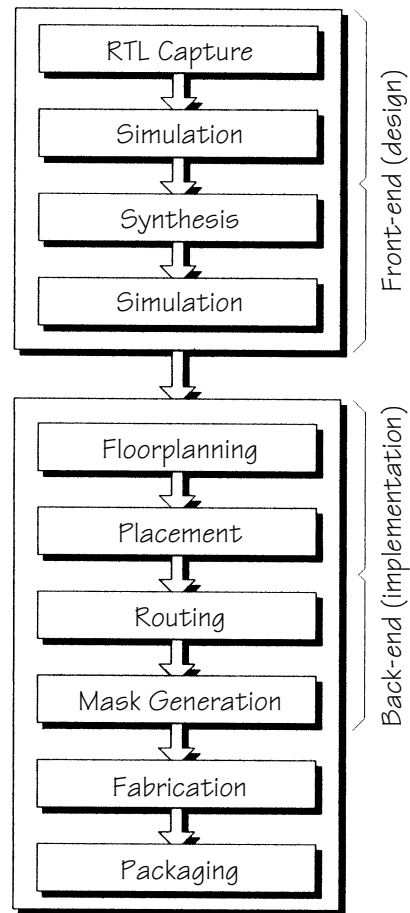 RTL Capture
Simulation
Synthesis
Simulation
Front-end (design)
Floorplanning
Placement
Routing
Mask Generation
Fabrication
Packaging
Back-end (implementation)